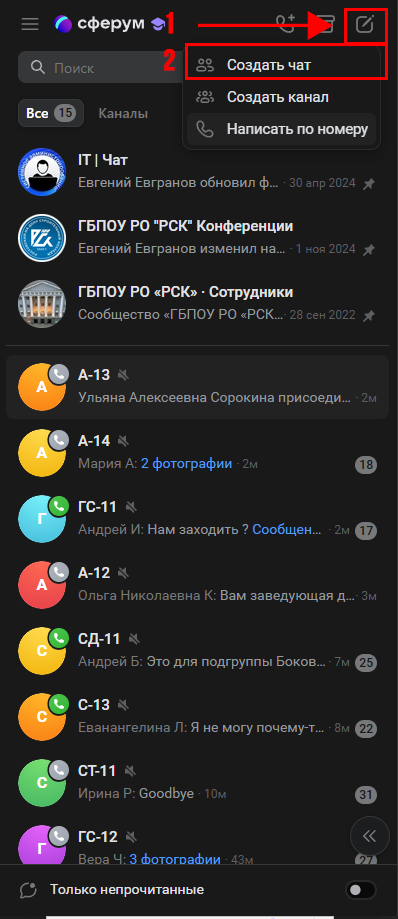 сферум 1
2
Поиск
Создать чат
Создать канал
Написать по номеру
Все 15 Каналы
IT | Чат
Евгений Евгранов обновил ф… · 30 апр 2024
ГБПОУ РО "РСК" Конференции
Евгений Евгранов изменил на… · 1 ноя 2024
ГБПОУ РО «РСК» · Сотрудники
Сообщество «ГБПОУ РО «РСК… · 28 сен 2022
А
А-13
Ульяна Алексеевна Сорокина присоеди… · 2м
А
А-14
Мария А: 2 фотографии · 2м 18
Г
ГС-11
Андрей И: Нам заходить ? Сообщен… · 2м 17
А
А-12
Ольга Николаевна К: Вам заведующая д… · 3м
С
СД-11
Андрей Б: Это для подгруппы Боков… · 7м 25
С
С-13
Еванангелина Л: Я не могу почему-т… · 8м 22
С
СТ-11
Ирина Р: Goodbye · 10м 31
Г
ГС-12
Вера Ч: 3 фотографии · 43м 27
Только непрочитанные